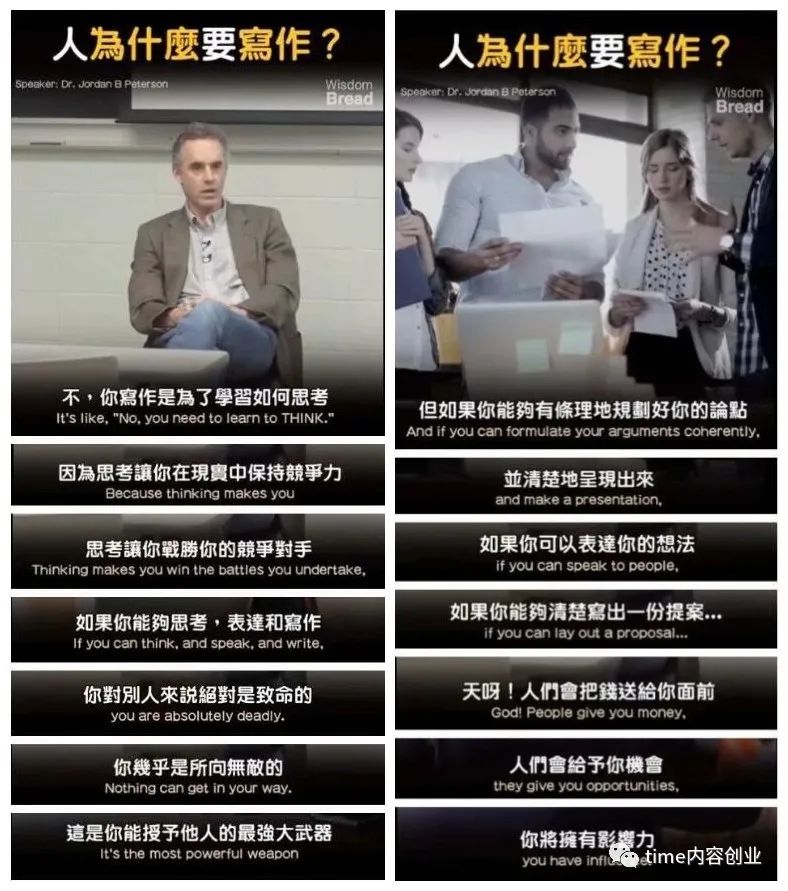 人為什麼要寫作？
Speaker: Dr. Jordan B Peterson
Wisdom
Bread
不，你寫作是為了學習如何思考
It's like, "No, you need to learn to THINK."
因為思考讓你在現實中保持競爭力
Because thinking makes you
思考讓你戰勝你的競爭對手
Thinking makes you win the battles you undertake,
如果你能夠思考，表達和寫作
If you can think, and speak, and write,
你對別人來說絕對是致命的
you are absolutely deadly.
你幾乎是所向無敵的
Nothing can get in your way.
這是你能授予他人的最強大武器
It's the most powerful weapon
人為什麼要寫作？
Speaker: Dr. Jordan B Peterson
Wisdom
Bread
但如果你能夠有條理地規劃好你的論點
And if you can formulate your arguments coherently,
並清楚地呈現出來
and make a presentation,
如果你可以表達你的想法
if you can speak to people,
如果你能夠清楚寫出一份提案...
if you can lay out a proposal...
天呀！人們會把錢送給你面前
God! People give you money,
人們會給予你機會
they give you opportunities,
你將擁有影響力
you have
time内容创业